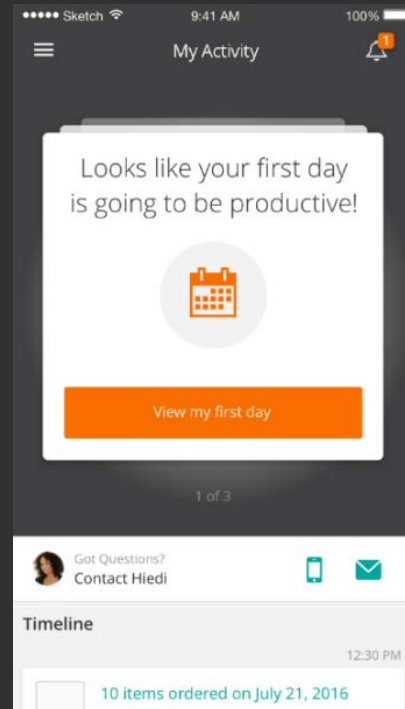 Sketch 9:41 AM 100%
My Activity 1
Looks like your first day
is going to be productive!
View my first day
1 of 3
Got Questions?
Contact Hiedi
Timeline
12:30 PM
10 items ordered on July 21, 2016